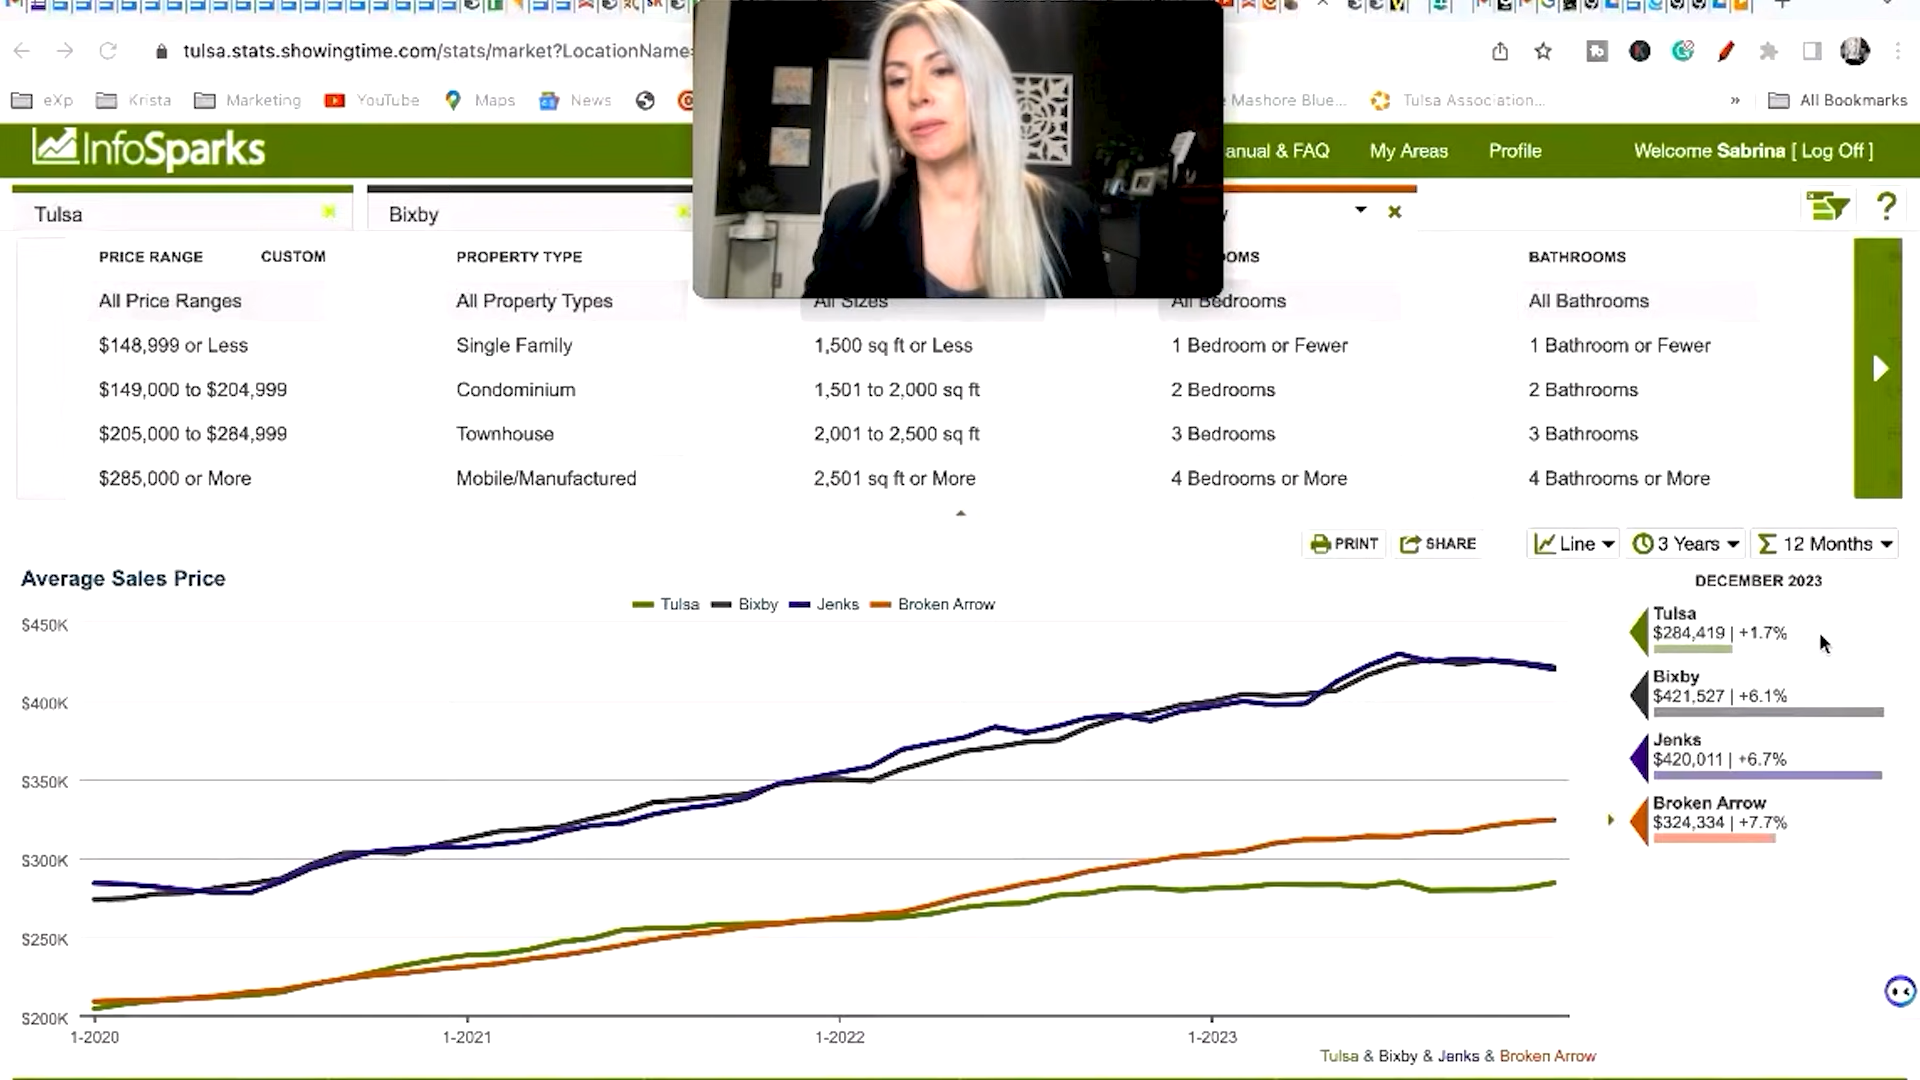 tulsa.stats.showingtime.com/stats/market?LocationName=
eXp
Krista
Marketing
YouTube
Maps
News
Mashore Blue...
Tulsa Association...
»
All Bookmarks
InfoSparks
anual & FAQ
My Areas
Profile
Welcome Sabrina [ Log Off ]
Tulsa
Bixby
?
PRICE RANGE
CUSTOM
All Price Ranges
$148,999 or Less
$149,000 to $204,999
$205,000 to $284,999
$285,000 or More
PROPERTY TYPE
All Property Types
Single Family
Condominium
Townhouse
Mobile/Manufactured
All Sizes
1,500 sq ft or Less
1,501 to 2,000 sq ft
2,001 to 2,500 sq ft
2,501 sq ft or More
OOMS
All Bedrooms
1 Bedroom or Fewer
2 Bedrooms
3 Bedrooms
4 Bedrooms or More
BATHROOMS
All Bathrooms
1 Bathroom or Fewer
2 Bathrooms
3 Bathrooms
4 Bathrooms or More
PRINT
SHARE
Line
3 Years
Σ 12 Months
Average Sales Price
Tulsa
Bixby
Jenks
Broken Arrow
$450K
$400K
$350K
$300K
$250K
$200K
1-2020
1-2021
1-2022
1-2023
DECEMBER 2023
Tulsa
$284,419 | +1.7%
Bixby
$421,527 | +6.1%
Jenks
$420,011 | +6.7%
Broken Arrow
$324,334 | +7.7%
Tulsa & Bixby & Jenks & Broken Arrow